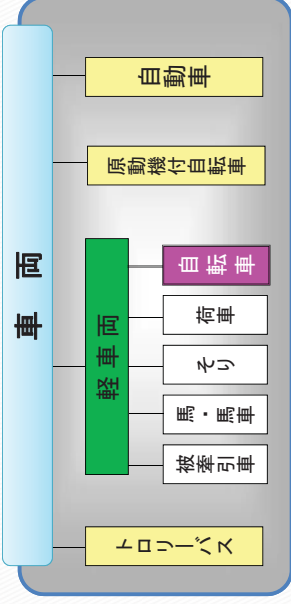 車両
自動車
原動機付自転車
軽車両
自転車
荷車
そり
馬・馬車
被牽引車
トロリーバス